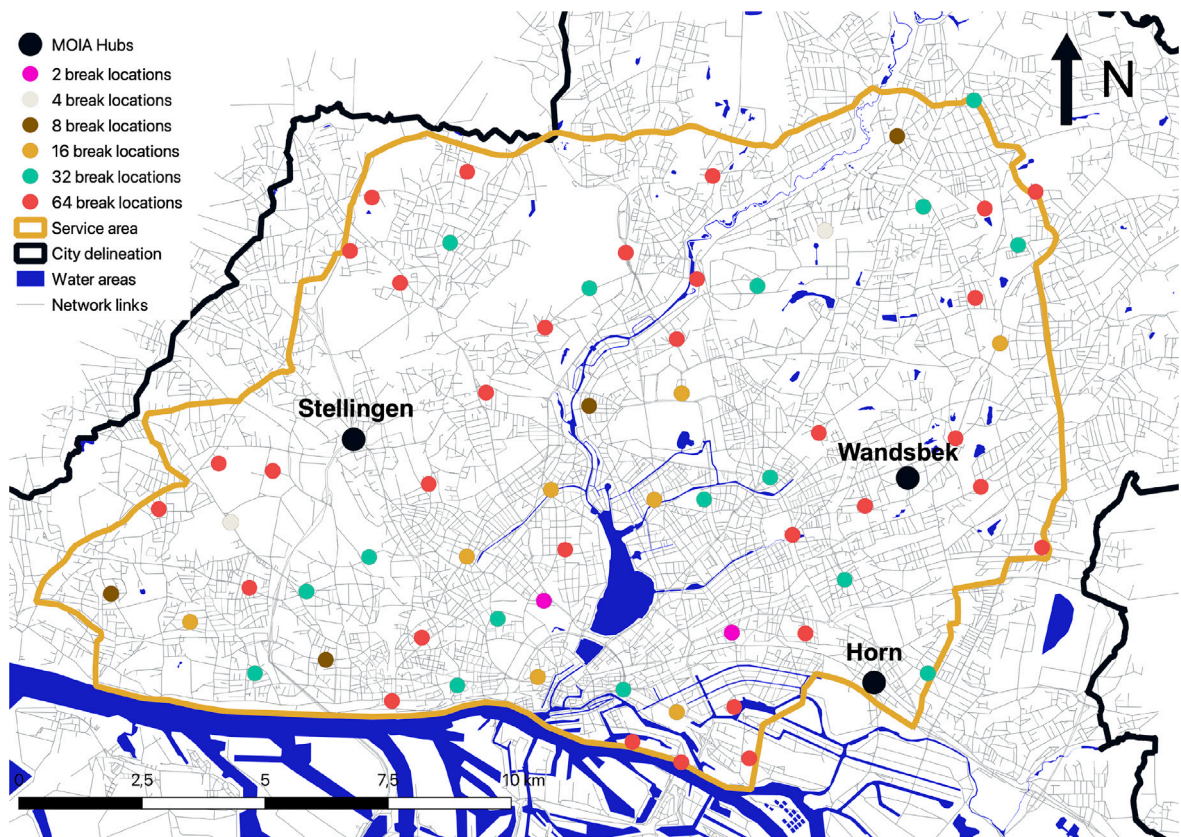 MOIA Hubs
2 break locations
4 break locations
8 break locations
16 break locations
32 break locations
64 break locations
Service area
City delineation
Water areas
Network links
N
Stellingen
Wandsbek
Horn
0 2,5 5 7,5 10 km